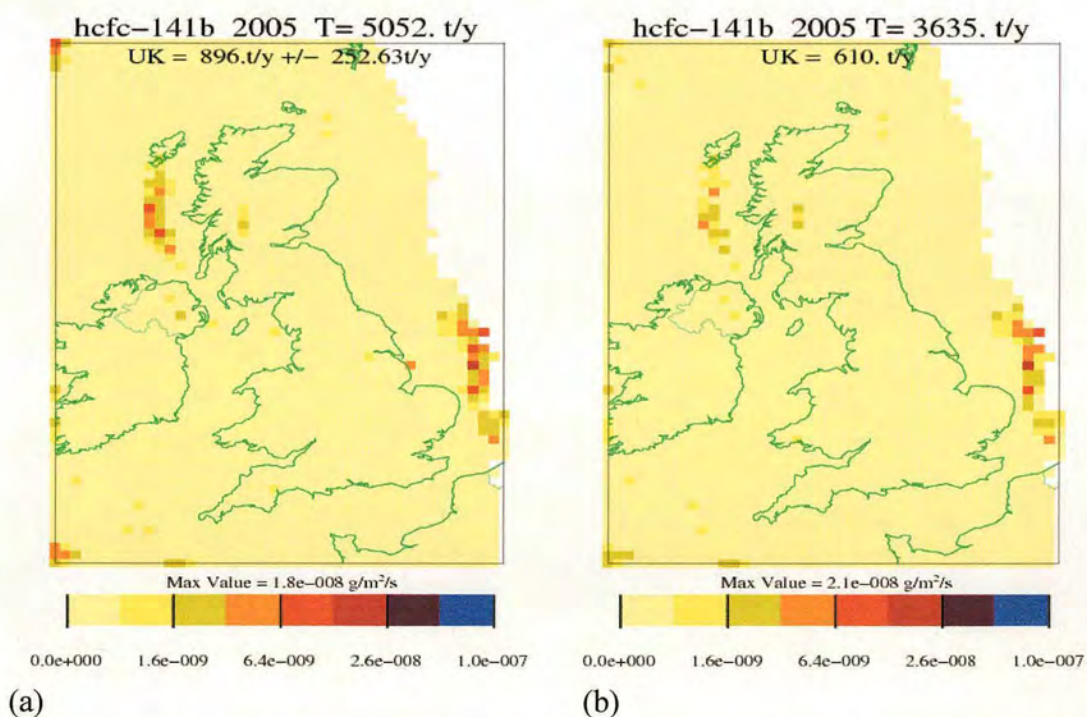 hcfc-141b 2005 T= 5052. t/y
UK = 896.t/y +/- 252.63t/y
Max Value = 1.8e-008 g/m²/s
0.0e+000 1.6e-009 6.4e-009 2.6e-008 1.0e-007
(a)
hcfc-141b 2005 T= 3635. t/y
UK = 610. t/y
Max Value = 2.1e-008 g/m²/s
0.0e+000 1.6e-009 6.4e-009 2.6e-008 1.0e-007
(b)